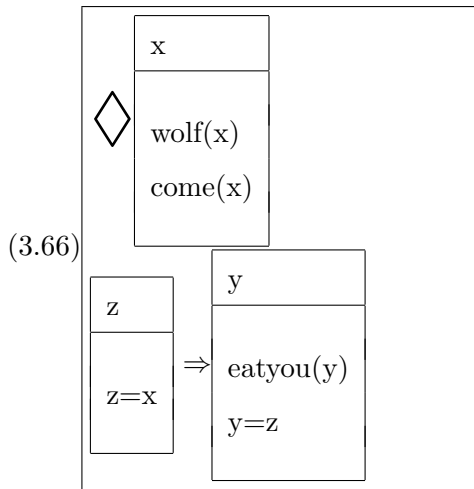 x
◇
wolf(x)
come(x)
(3.66)
z
y
z=x
⇒
eatyou(y)
y=z